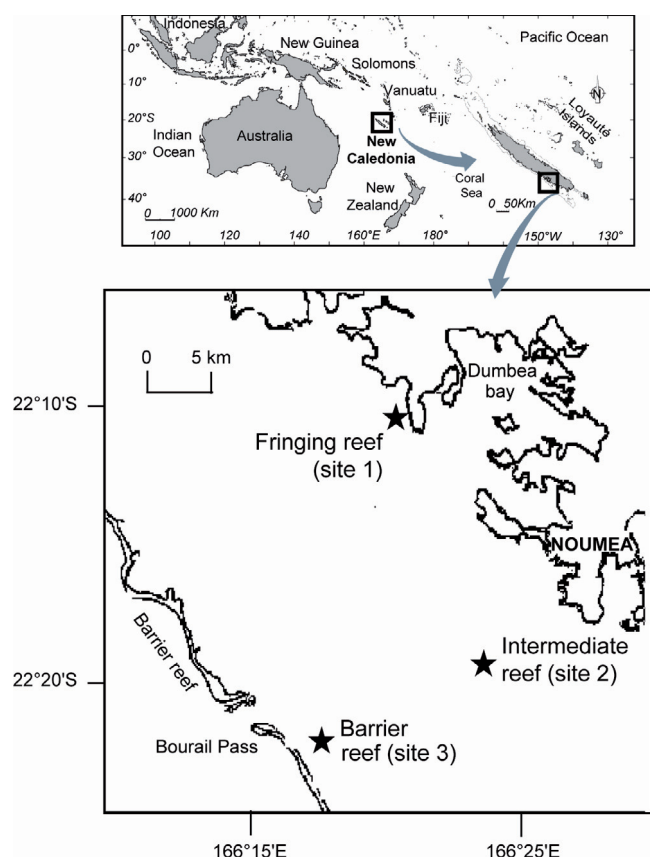 Indonesia
New Guinea
Pacific Ocean
Solomons
0°
10°
20°S
30°
40°
Vanuatu
Fiji
Loyauté
Islands
N
Indian
Ocean
Australia
New
Caledonia
Coral
Sea
New
Zealand
0 1000 Km
0 50Km
100
120
140
160°E
180°
150°W
130°
0 5 km
Dumbea
bay
22°10'S
Fringing reef
(site 1)
NOUMEA
Barrier reef
Intermediate
reef (site 2)
22°20'S
Bourail Pass
Barrier
reef (site 3)
166°15'E
166°25'E